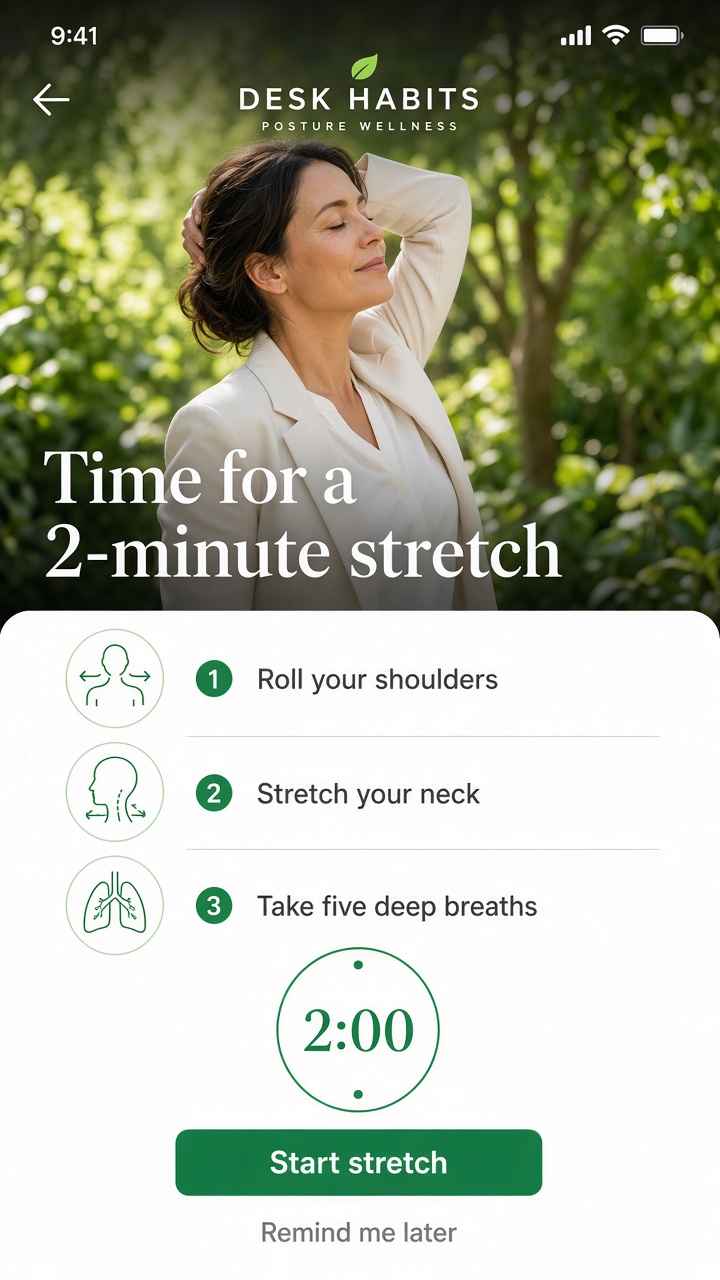 9:41
DESK HABITS
POSTURE WELLNESS
Time for a
2-minute stretch
1 Roll your shoulders
2 Stretch your neck
3 Take five deep breaths
2:00
Start stretch
Remind me later